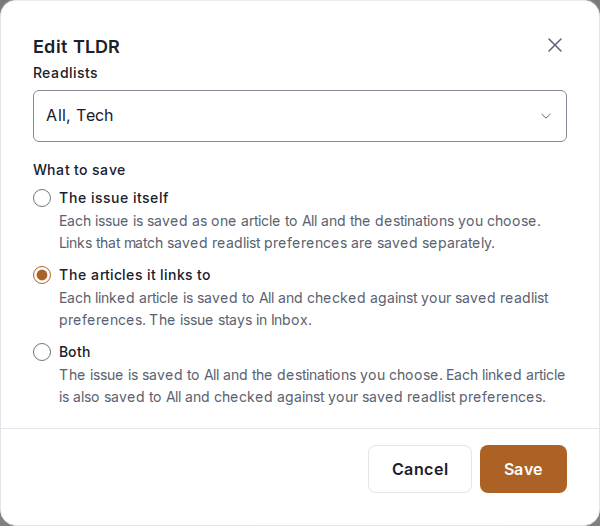 Edit TLDR
Readlists
All, Tech
What to save
The issue itself
Each issue is saved as one article to All and the destinations you choose.
Links that match saved readlist preferences are saved separately.
The articles it links to
Each linked article is saved to All and checked against your saved readlist
preferences. The issue stays in Inbox.
Both
The issue is saved to All and the destinations you choose. Each linked article
is also saved to All and checked against your saved readlist preferences.
Cancel
Save